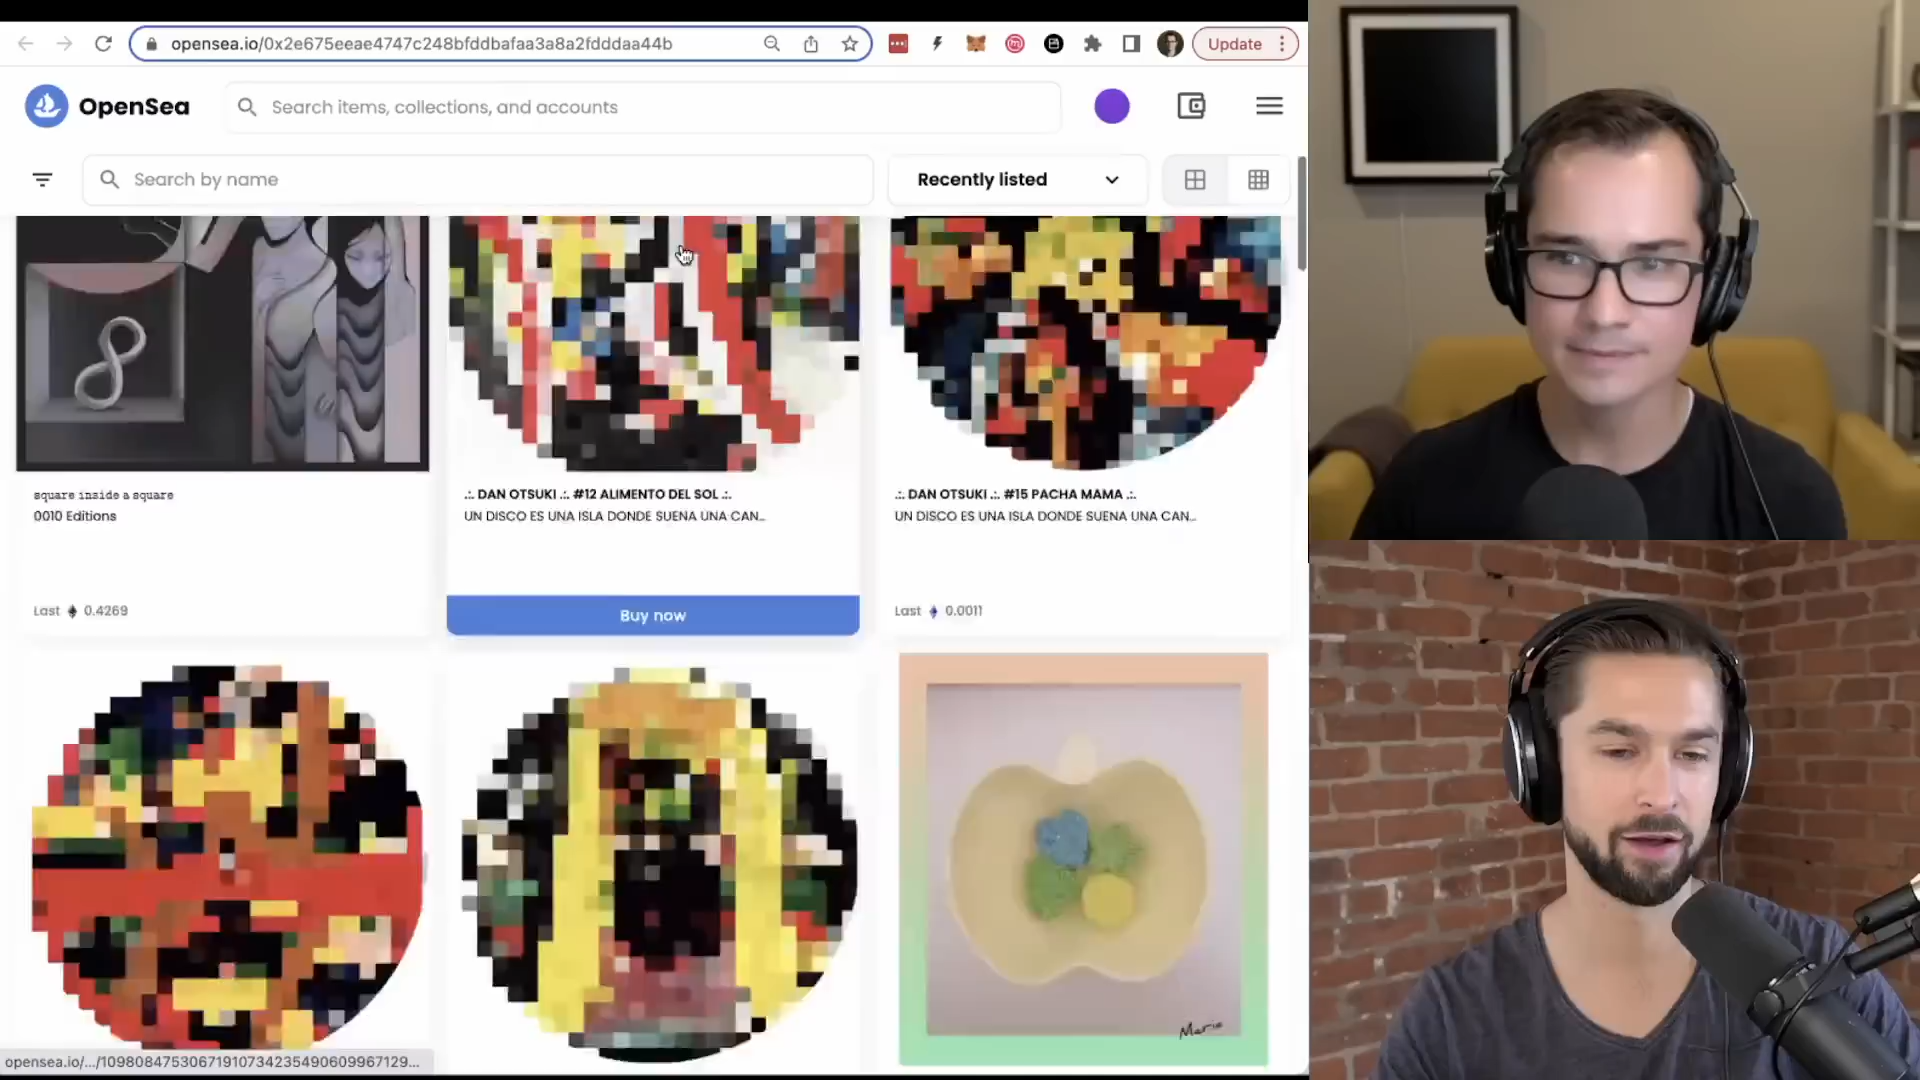 opensea.io/0x2e675eeae4747c248bfddbafaa3a8a2fdddaa44b
Update
OpenSea
Search items, collections, and accounts
Search by name
Recently listed
square inside a square
0010 Editions
Last 0.4269
.:. DAN OTSUKI .:. #12 ALIMENTO DEL SOL .:.
UN DISCO ES UNA ISLA DONDE SUENA UNA CAN...
Buy now
.:. DAN OTSUKI .:. #15 PACHA MAMA .:.
UN DISCO ES UNA ISLA DONDE SUENA UNA CAN...
Last 0.0011
Mario
opensea.io/.../10980847530671910734235490609967129...